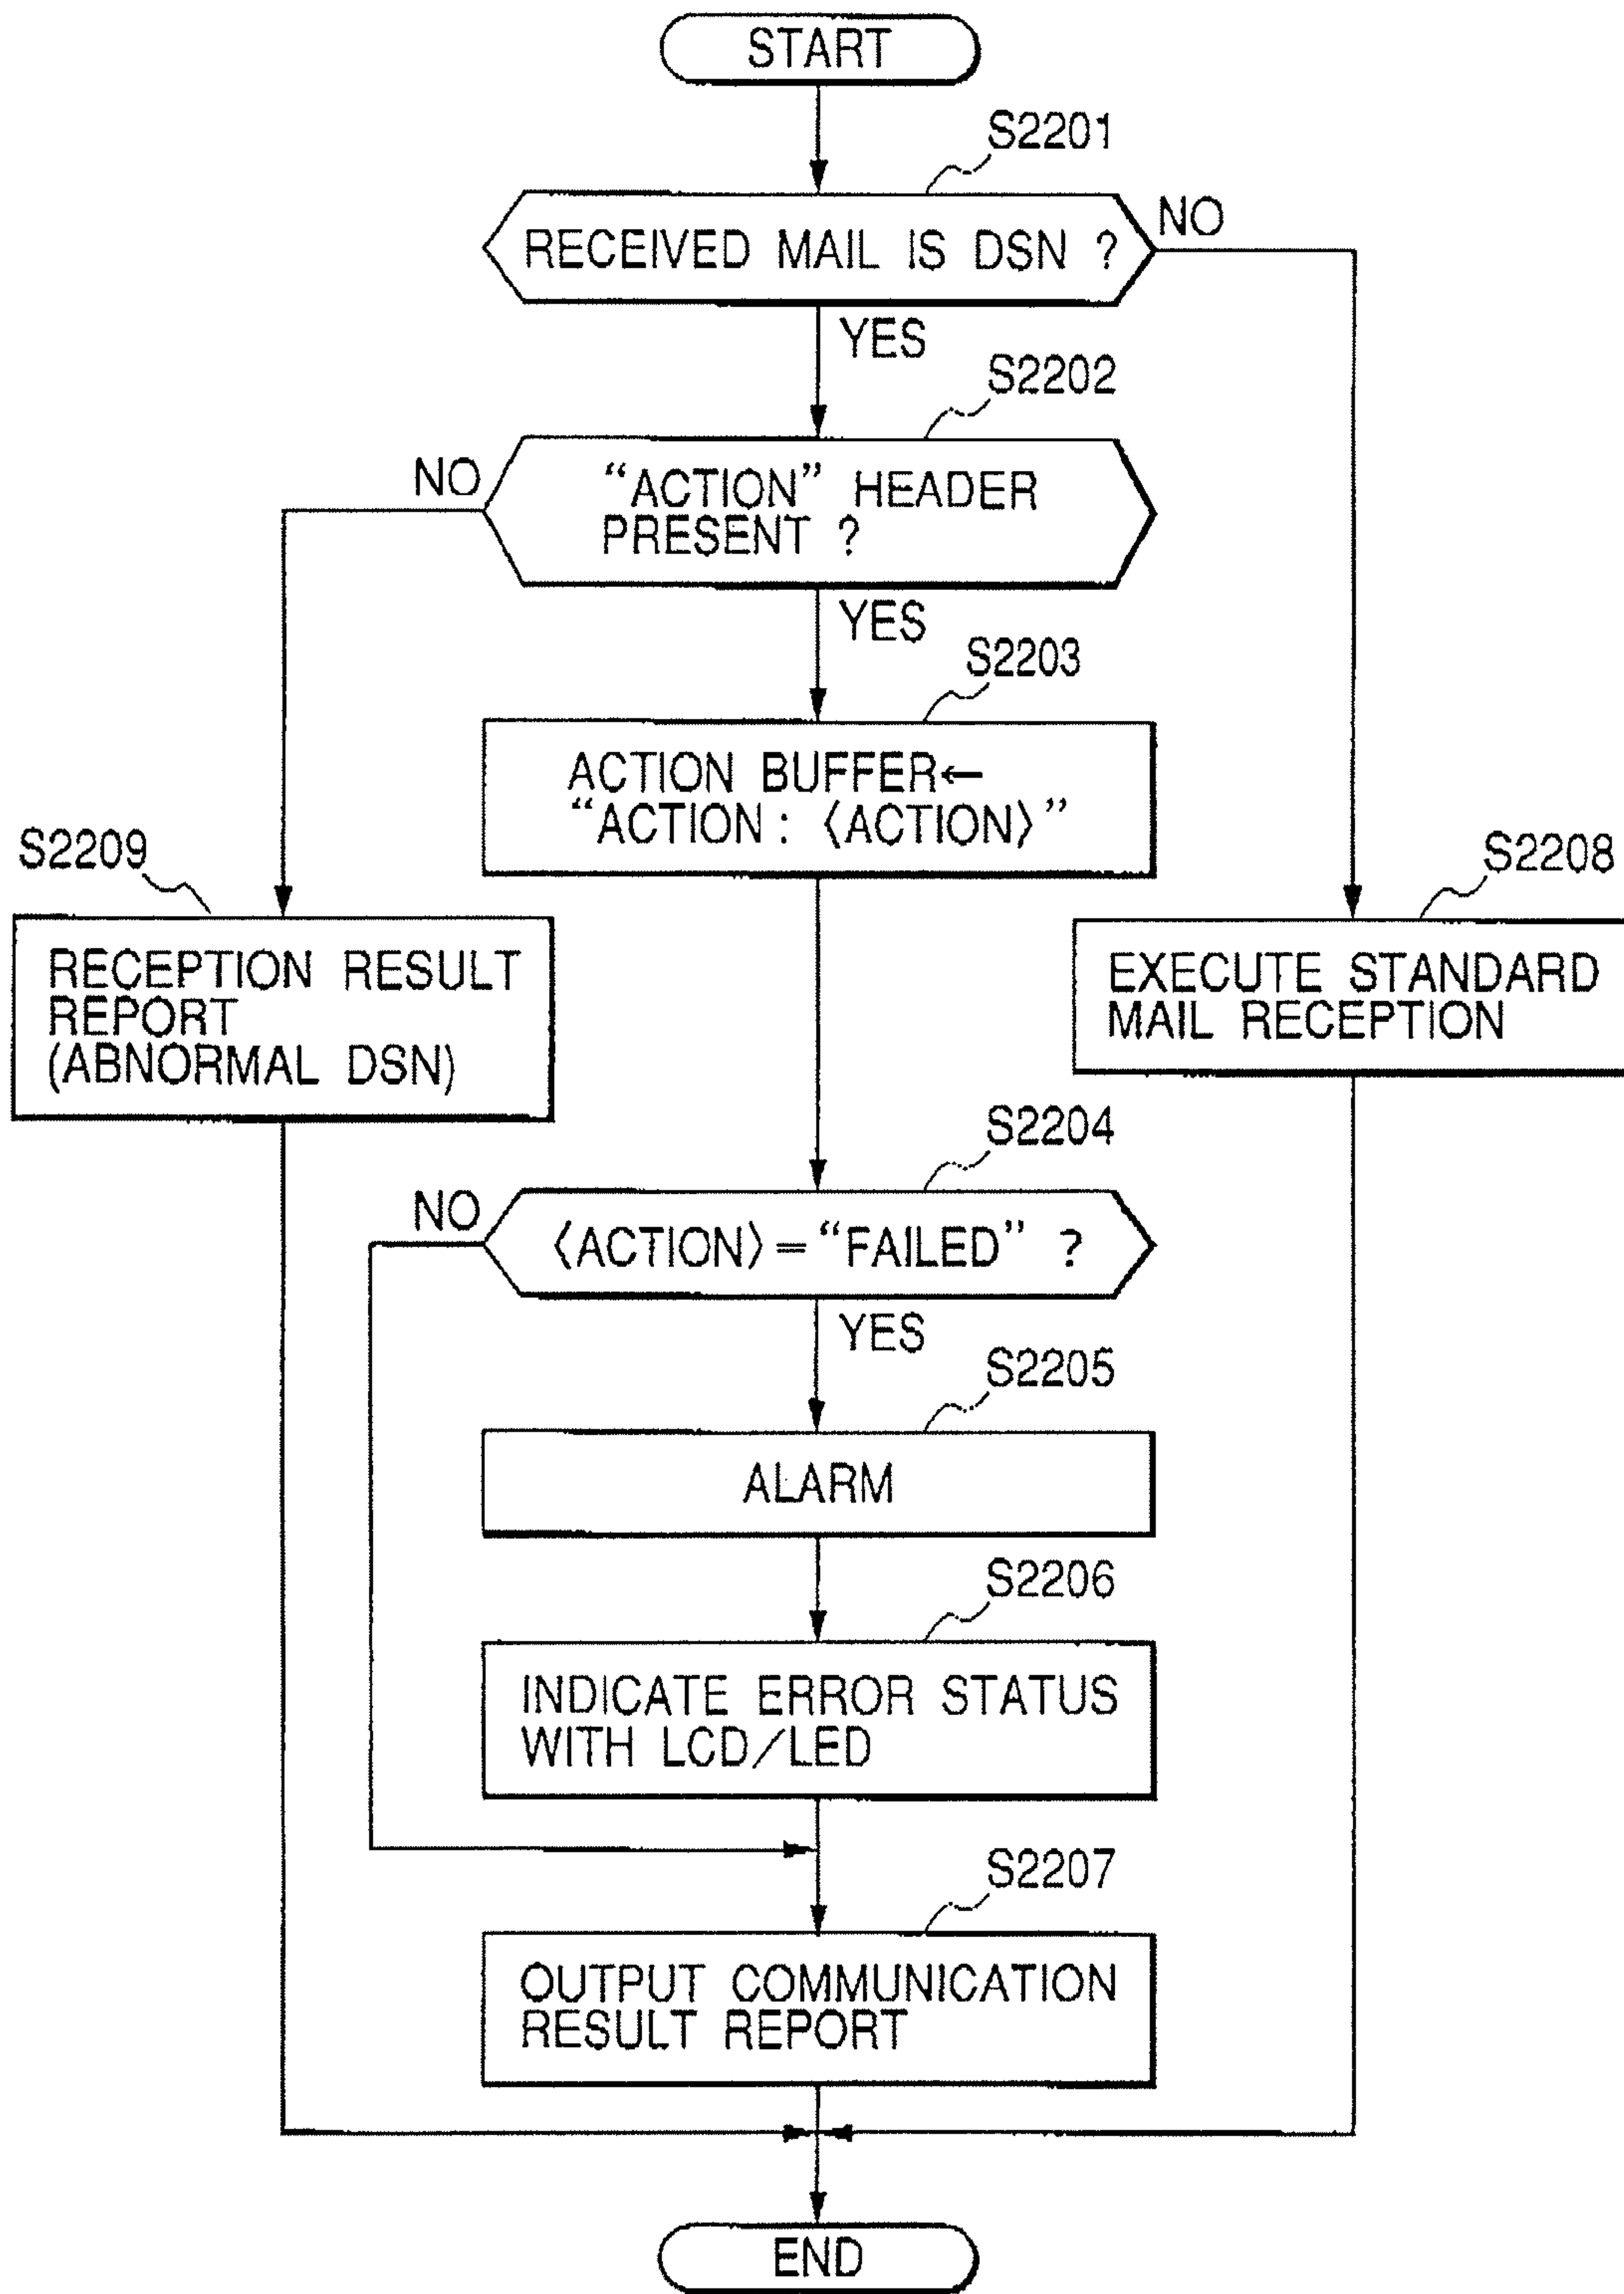 START
S2201
RECEIVED MAIL IS DSN ?
NO
YES
S2202
NO
“ACTION” HEADER
PRESENT ?
YES
S2203
ACTION BUFFER←
“ACTION : 〈ACTION〉”
S2209
S2208
RECEPTION RESULT
REPORT
(ABNORMAL DSN)
EXECUTE STANDARD
MAIL RECEPTION
S2204
NO
〈ACTION〉=“FAILED” ?
YES
S2205
ALARM
S2206
INDICATE ERROR STATUS
WITH LCD/LED
S2207
OUTPUT COMMUNICATION
RESULT REPORT
END